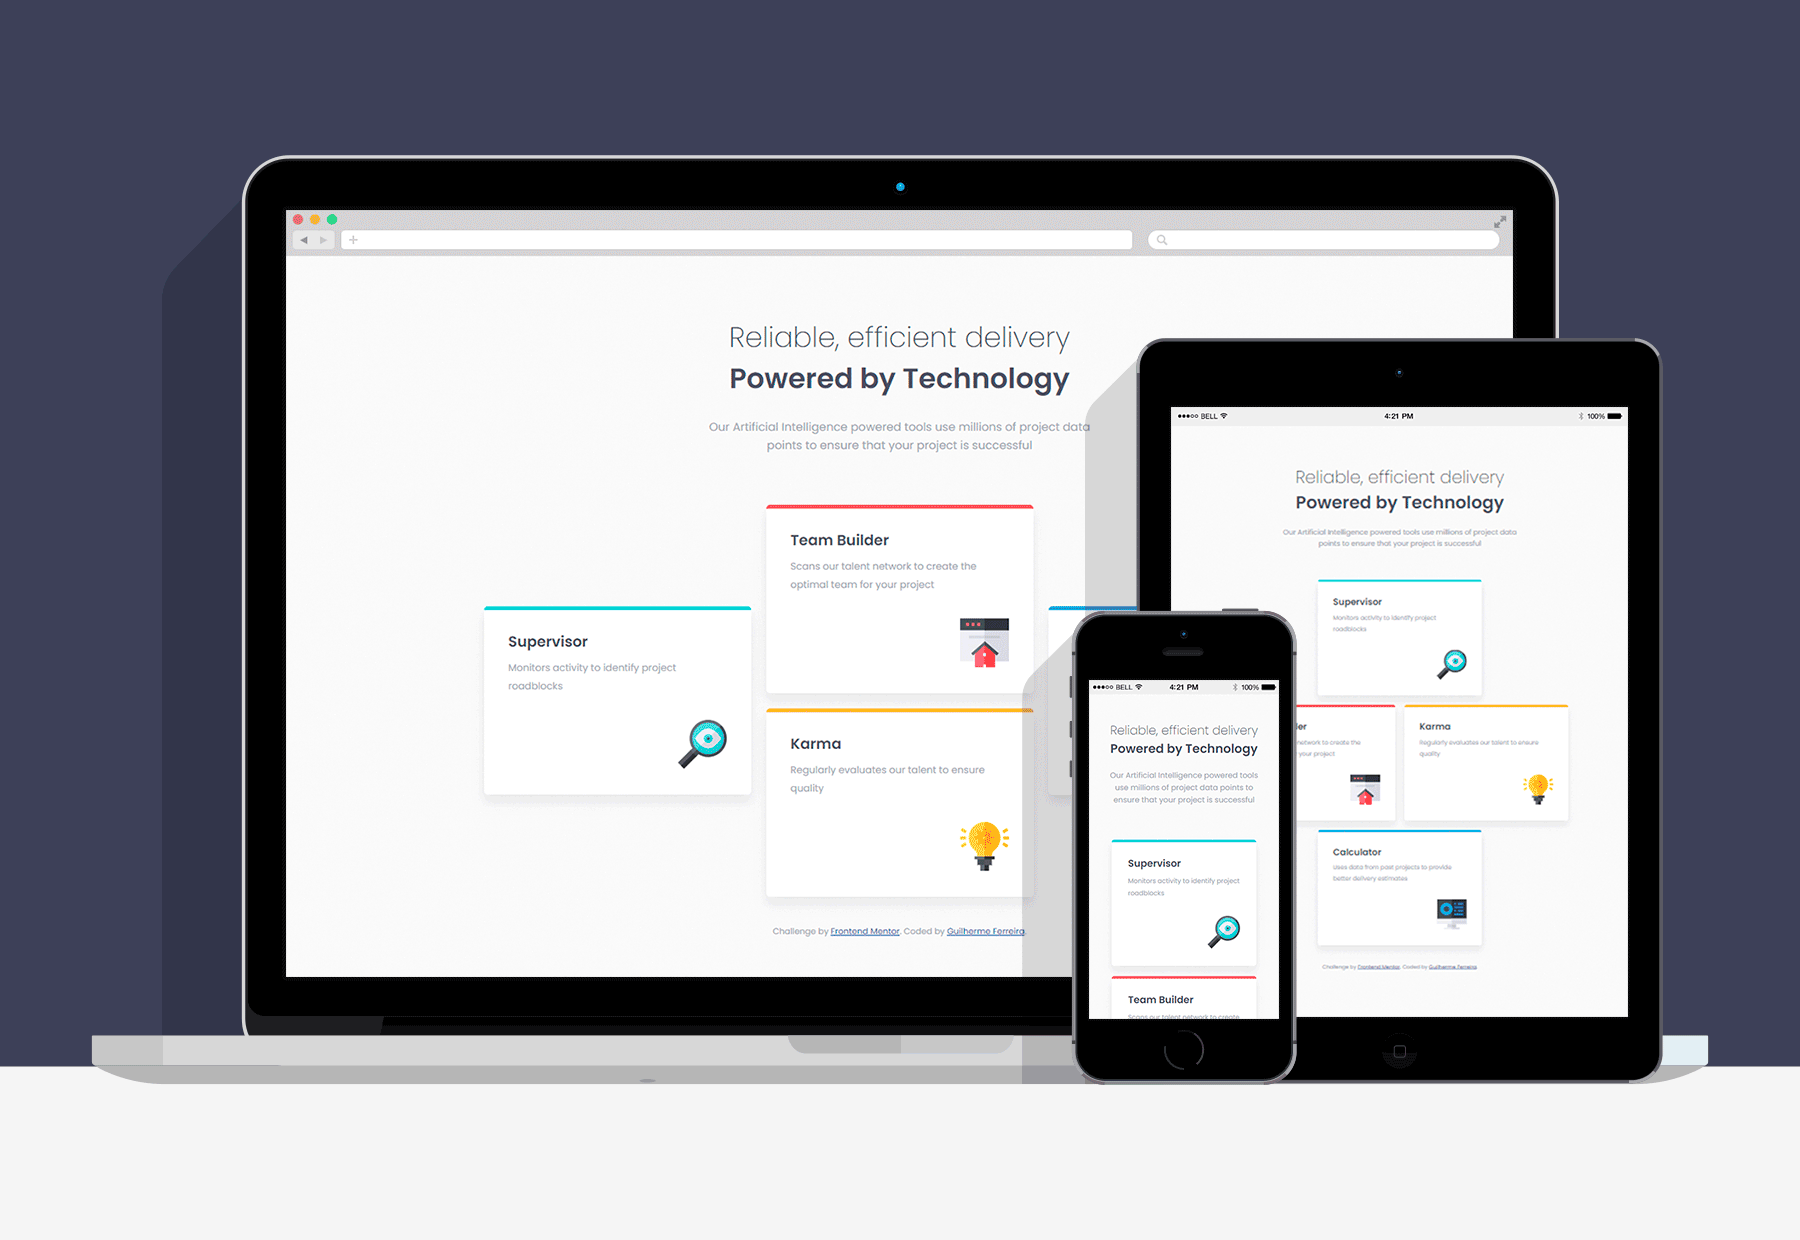 Reliable, efficient delivery
Powered by Technology
Our Artificial Intelligence powered tools use millions of project data
points to ensure that your project is successful
Team Builder
Scans our talent network to create the
optimal team for your project
Supervisor
Monitors activity to identify project
roadblocks
Karma
Regularly evaluates our talent to ensure
quality
Challenge by Frontend Mentor. Coded by Guilherme Ferreira.
BELL
4:21 PM
100%
Reliable, efficient delivery
Powered by Technology
Our Artificial Intelligence powered tools use millions of project data
points to ensure that your project is successful
Supervisor
Monitors activity to identify project
roadblocks
network to create the
your project
Karma
Regularly evaluates our talent to ensure
quality
Calculator
Uses data from past projects to provide
better delivery estimates
Challenge by Frontend Mentor. Coded by Guilherme Ferreira.
BELL
4:21 PM
100%
Reliable, efficient delivery
Powered by Technology
Our Artificial Intelligence powered tools
use millions of project data points to
ensure that your project is successful
Supervisor
Monitors activity to identify project
roadblocks
Team Builder
Scans our talent network to create